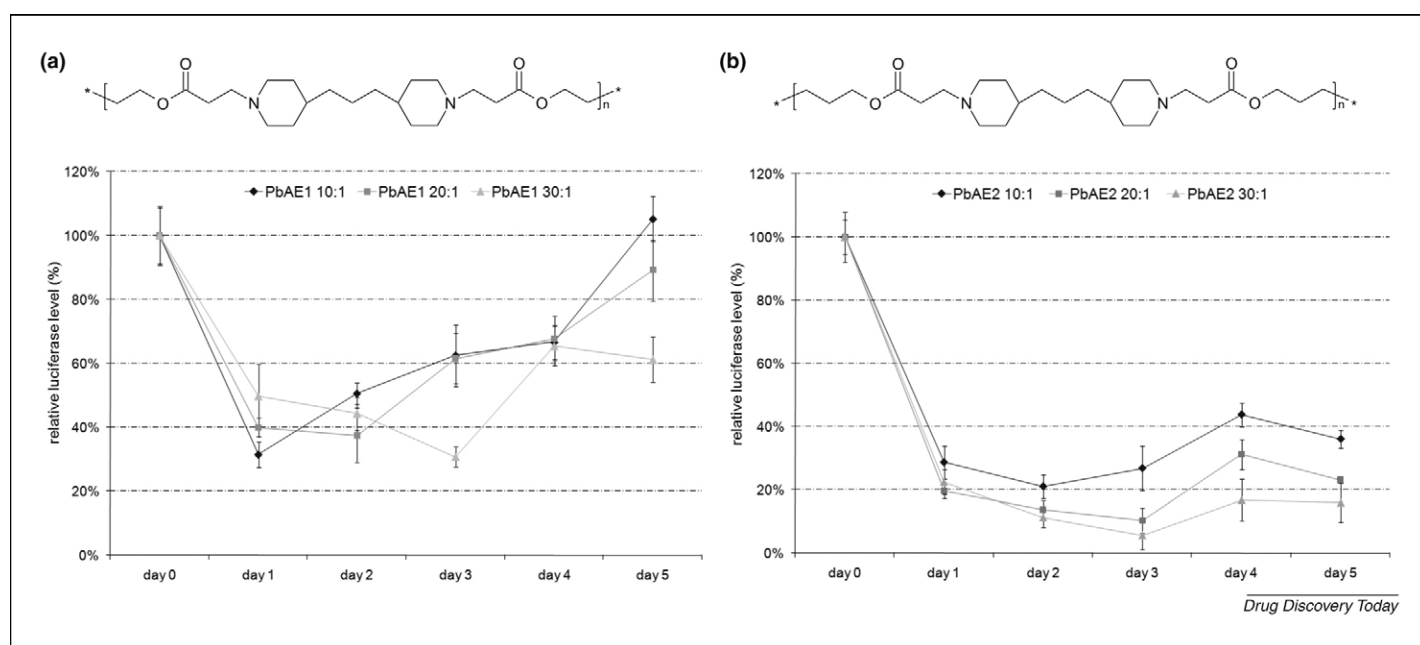 (a)
O
O
* O N N O n *
120%
PbAE1 10:1 PbAE1 20:1 PbAE1 30:1
100%
80%
60%
40%
20%
0%
relative luciferase level (%)
day 0 day 1 day 2 day 3 day 4 day 5
(b)
O
O
* O N N O n *
120%
PbAE2 10:1 PbAE2 20:1 PbAE2 30:1
100%
80%
60%
40%
20%
0%
relative luciferase level (%)
day 0 day 1 day 2 day 3 day 4 day 5
Drug Discovery Today